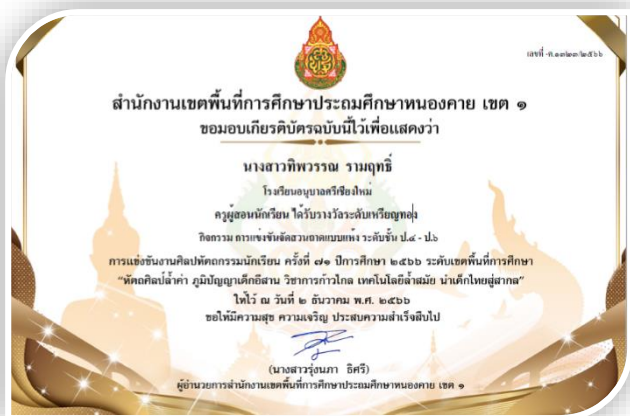 เลขที่
สำนักงานเขตพื้นที่การศึกษาประถมศึกษาหนองคาย เขต ๑
ขอมอบเกียรติบัตรฉบับนี้ไว้เพื่อแสดงว่า
นางสาวทิพวรรณ รามฤทธิ์
โรงเรียนอนุบาลศรีเชียงใหม่
ครูผู้สอนนักเรียน ได้รับรางวัลระดับเหรียญทอง
กิจกรรม การแข่งขันจัดสวนถาดแบบแห้ง ระดับชั้น ป.๔ - ป.๖
การแข่งขันงานศิลปหัตถกรรมนักเรียน ครั้งที่ ๗๑ ปีการศึกษา ๒๕๖๖ ระดับเขตพื้นที่การศึกษา
“หัตถศิลป์ล้ำค่า ภูมิปัญญาเด็กอีสาน วิชาการก้าวไกล เทคโนโลยีล้ำสมัย นำเด็กไทยสู่สากล”
ให้ไว้ ณ วันที่ ๒ ธันวาคม พ.ศ. ๒๕๖๖
ขอให้มีความสุข ความเจริญ ประสบความสำเร็จสืบไป
(นางสาวรุ่งนภา ธิศรี)
ผู้อำนวยการสำนักงานเขตพื้นที่การศึกษาประถมศึกษาหนองคาย เขต ๑